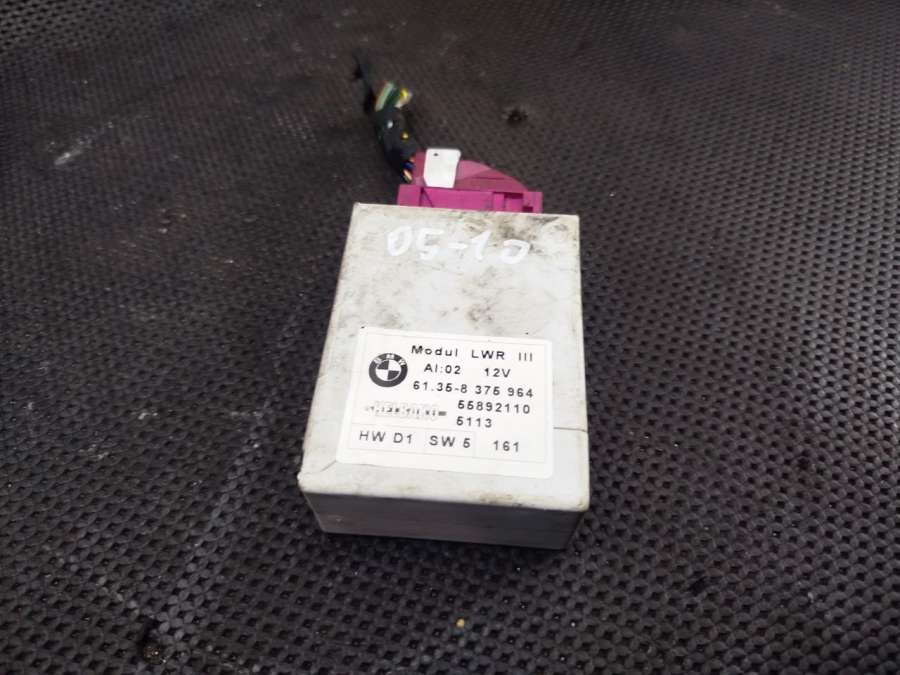 05-10
Modul LWR III
AI:02 12V
61.35-8 375 964
55892110
5113
HW D1 SW 5 161